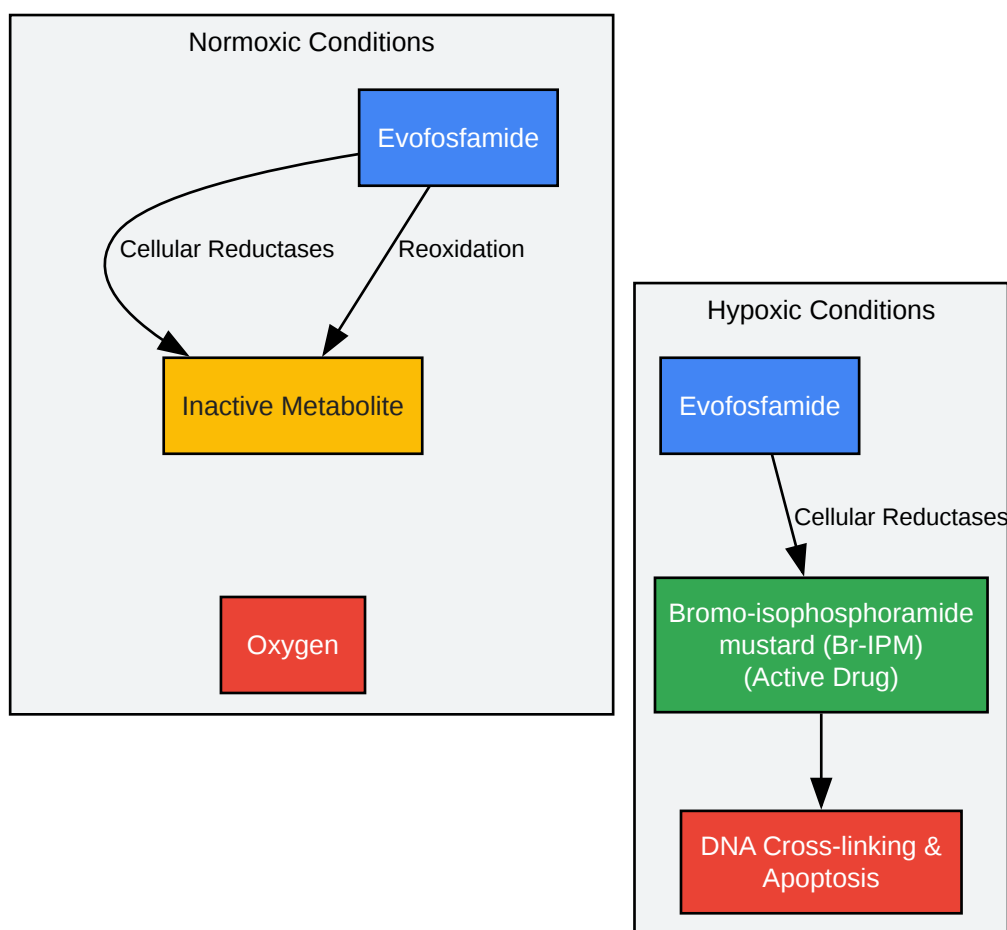 Normoxic Conditions
Evofosfamide
Cellular Reductases
Reoxidation
Inactive Metabolite
Oxygen
Hypoxic Conditions
Evofosfamide
Cellular Reductases
Bromo-isophosphoramide
mustard (Br-IPM)
(Active Drug)
DNA Cross-linking &
Apoptosis